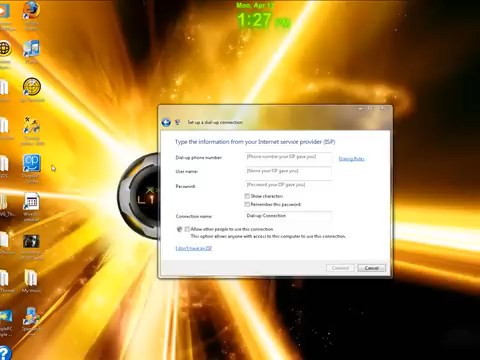 Mon, Apr
1:27 PM
Set up a dial-up connection
Type the information from your Internet service provider (ISP)
Dial-up phone number:
[Phone number your ISP gave you]
Dialing Rules
User name:
[Name your ISP gave you]
Password:
[Password your ISP gave you]
Show characters
Remember this password
Connection name:
Dial-up Connection
Allow other people to use this connection
This option allows anyone with access to this computer to use this connection.
I don't have an ISP
Connect
Cancel
My music